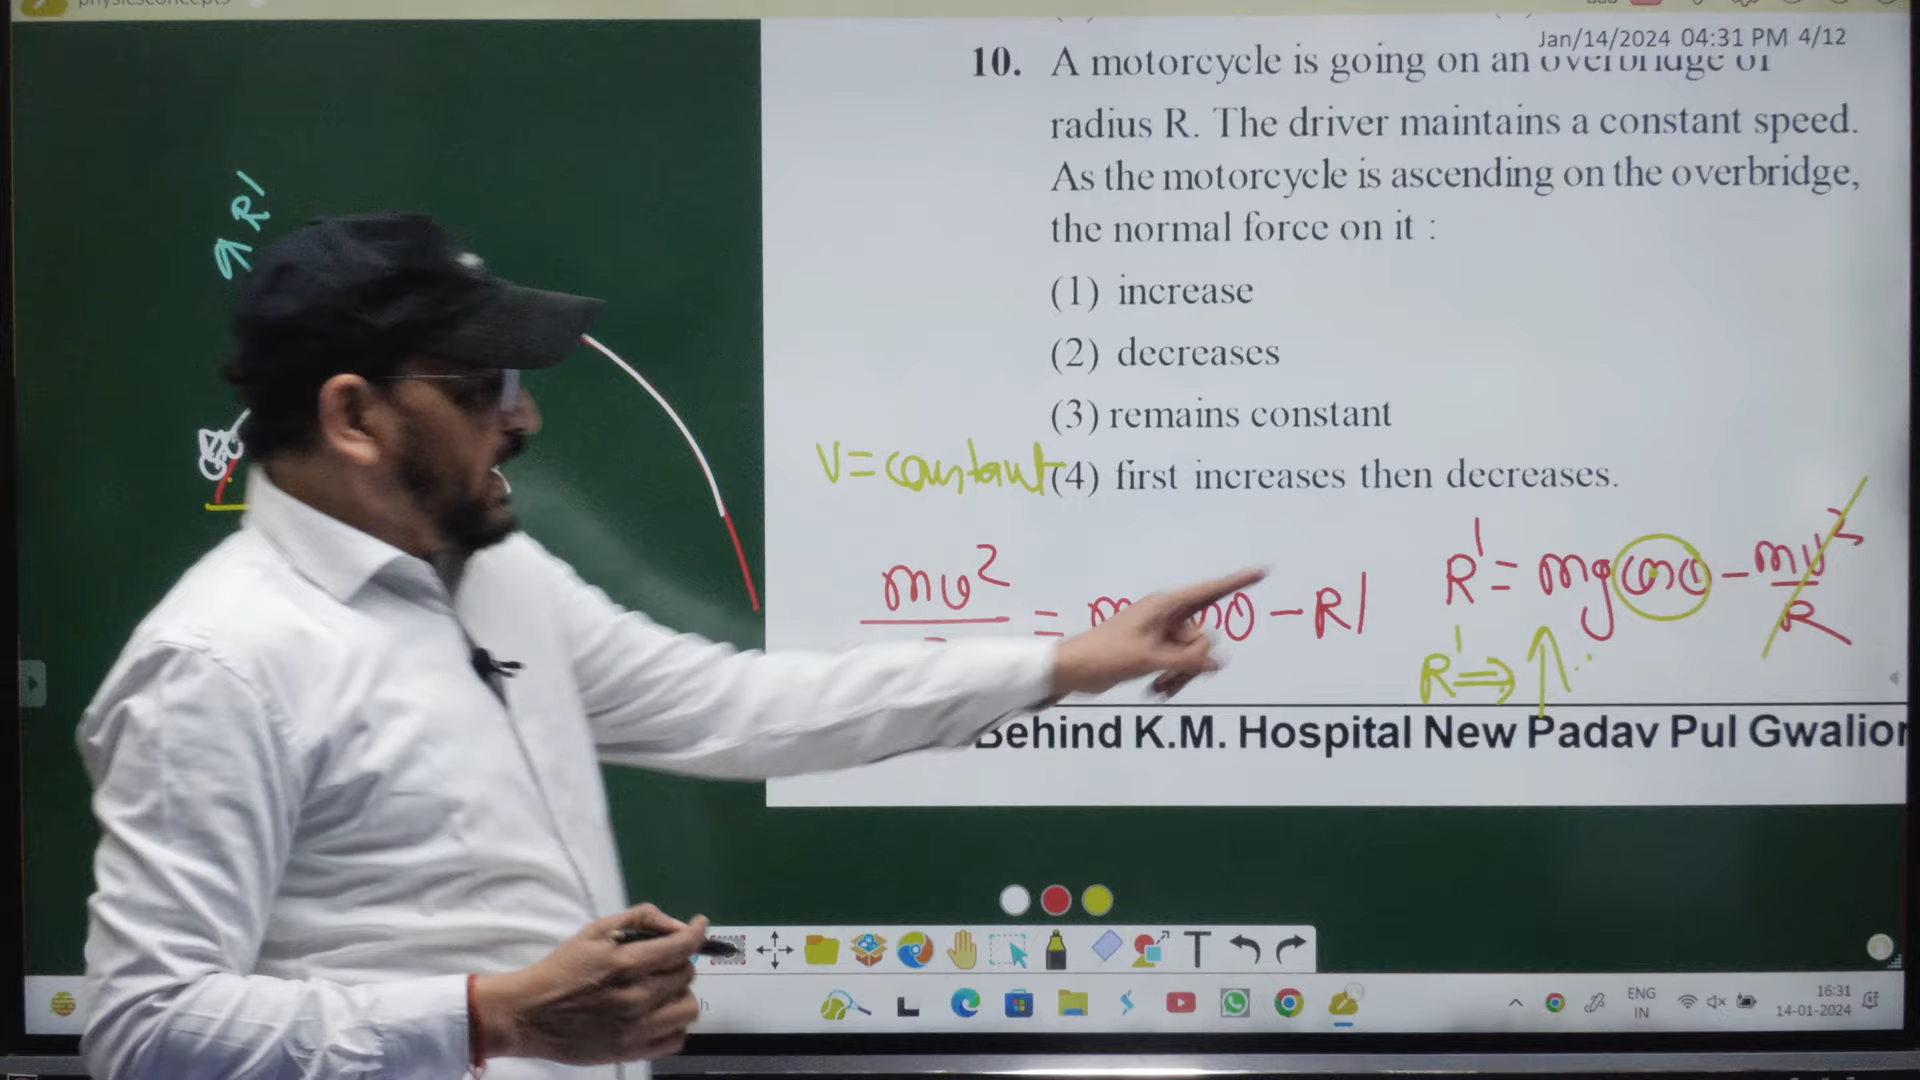 physicsconcepts
Jan/14/2024 04:31 PM 4/12
10. A motorcycle is going on an overbridge of
radius R. The driver maintains a constant speed.
As the motorcycle is ascending on the overbridge,
the normal force on it :
(1) increase
(2) decreases
(3) remains constant
(4) first increases then decreases.
R'
V = constant
mv² = - R'
R' = mg cosθ - mv²/R
R' ⇒ ↑
Behind K.M. Hospital New Padav Pul Gwalior
T
ENG
IN
16:31
14-01-2024